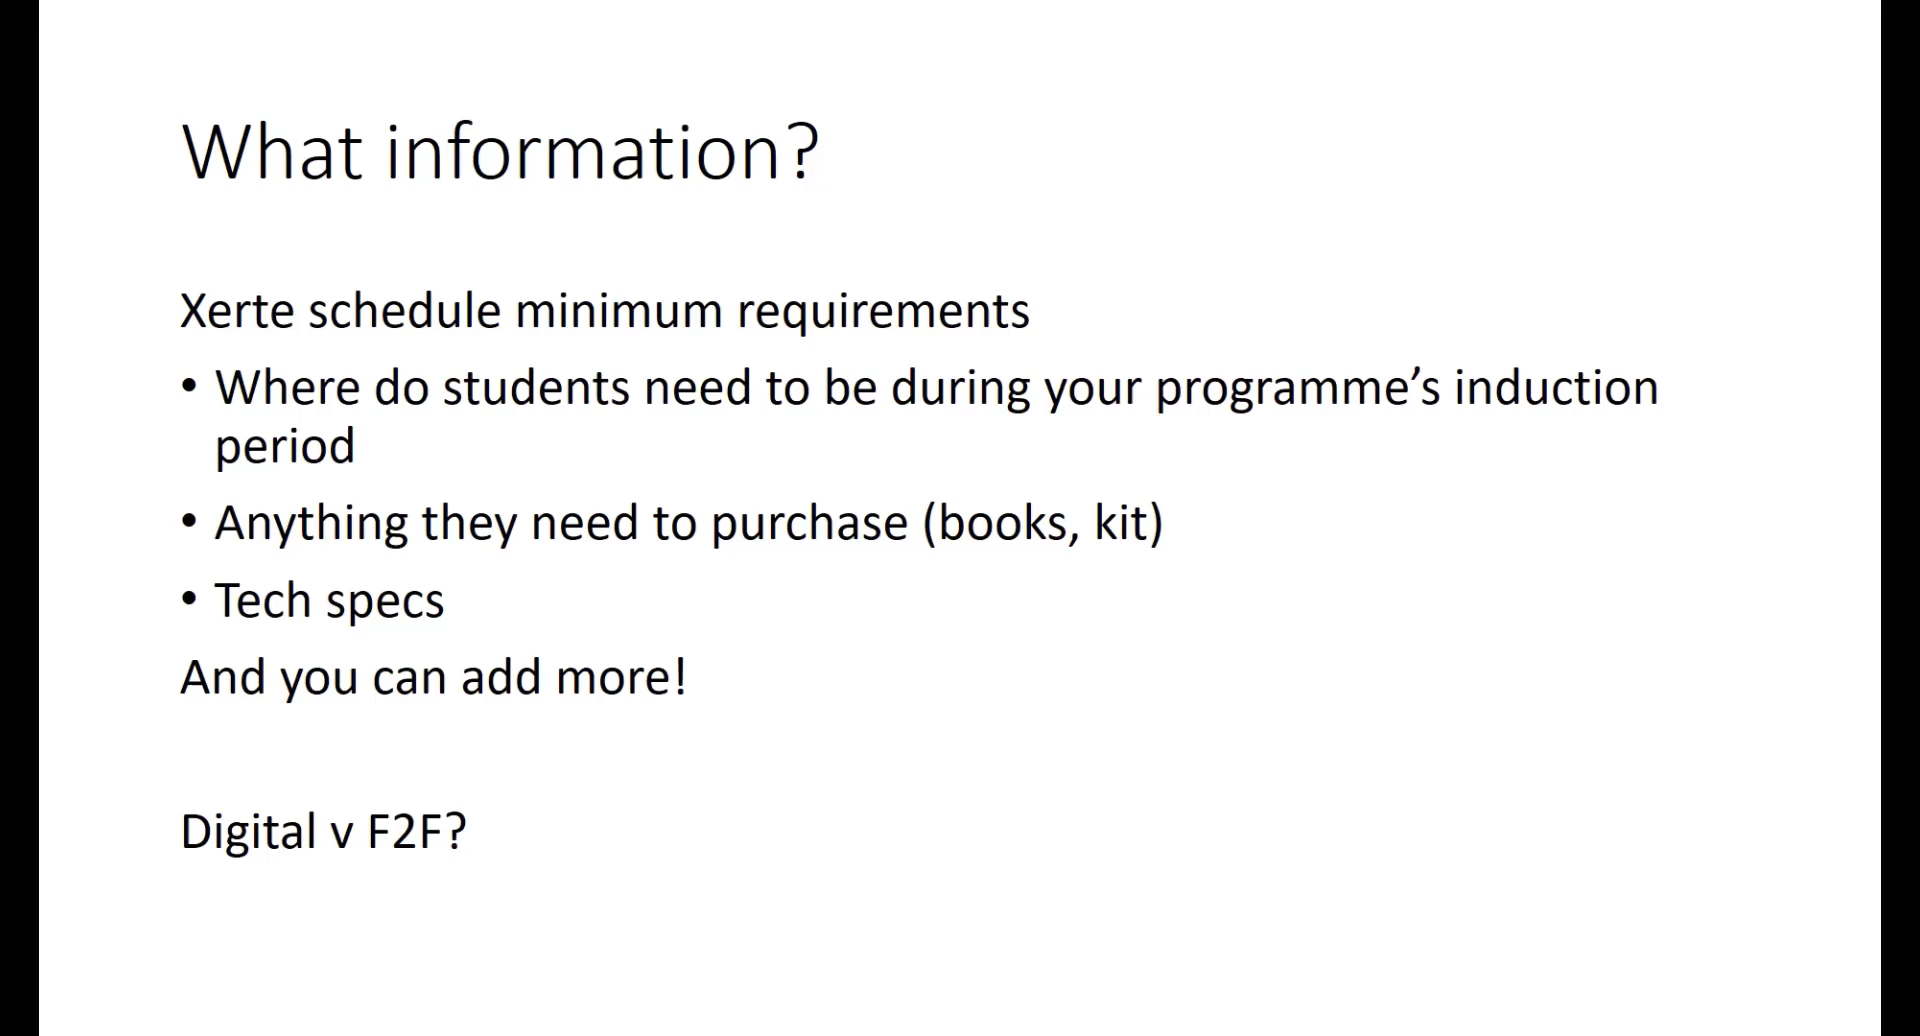 What information?
Xerte schedule minimum requirements
• Where do students need to be during your programme’s induction
period
• Anything they need to purchase (books, kit)
• Tech specs
And you can add more!
Digital v F2F?